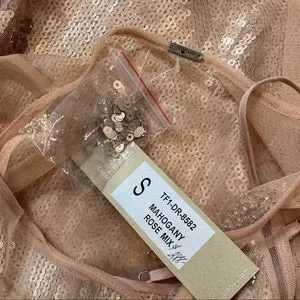 S
TF1-DR-8582
MAHOGANY
ROSE MIX